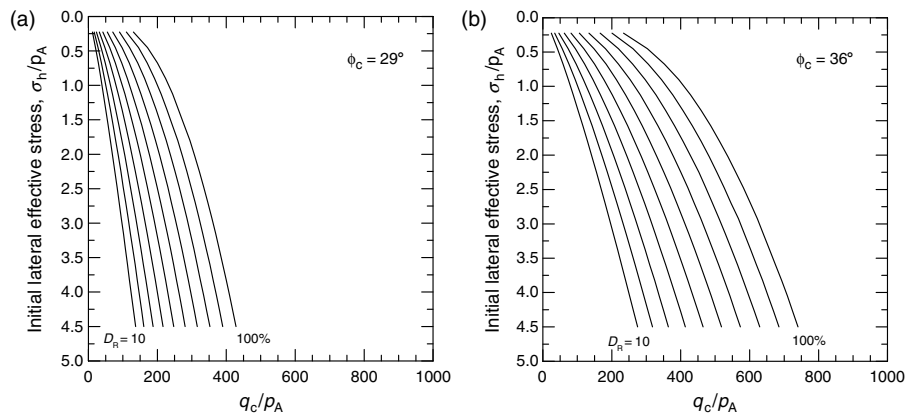 (a)
Initial lateral effective stress, σh/pA
0.0
0.5
1.0
1.5
2.0
2.5
3.0
3.5
4.0
4.5
5.0
ϕc = 29°
DR = 10
100%
0 200 400 600 800 1000
qc/pA
(b)
Initial lateral effective stress, σh/pA
0.0
0.5
1.0
1.5
2.0
2.5
3.0
3.5
4.0
4.5
5.0
ϕc = 36°
DR = 10
100%
0 200 400 600 800 1000
qc/pA